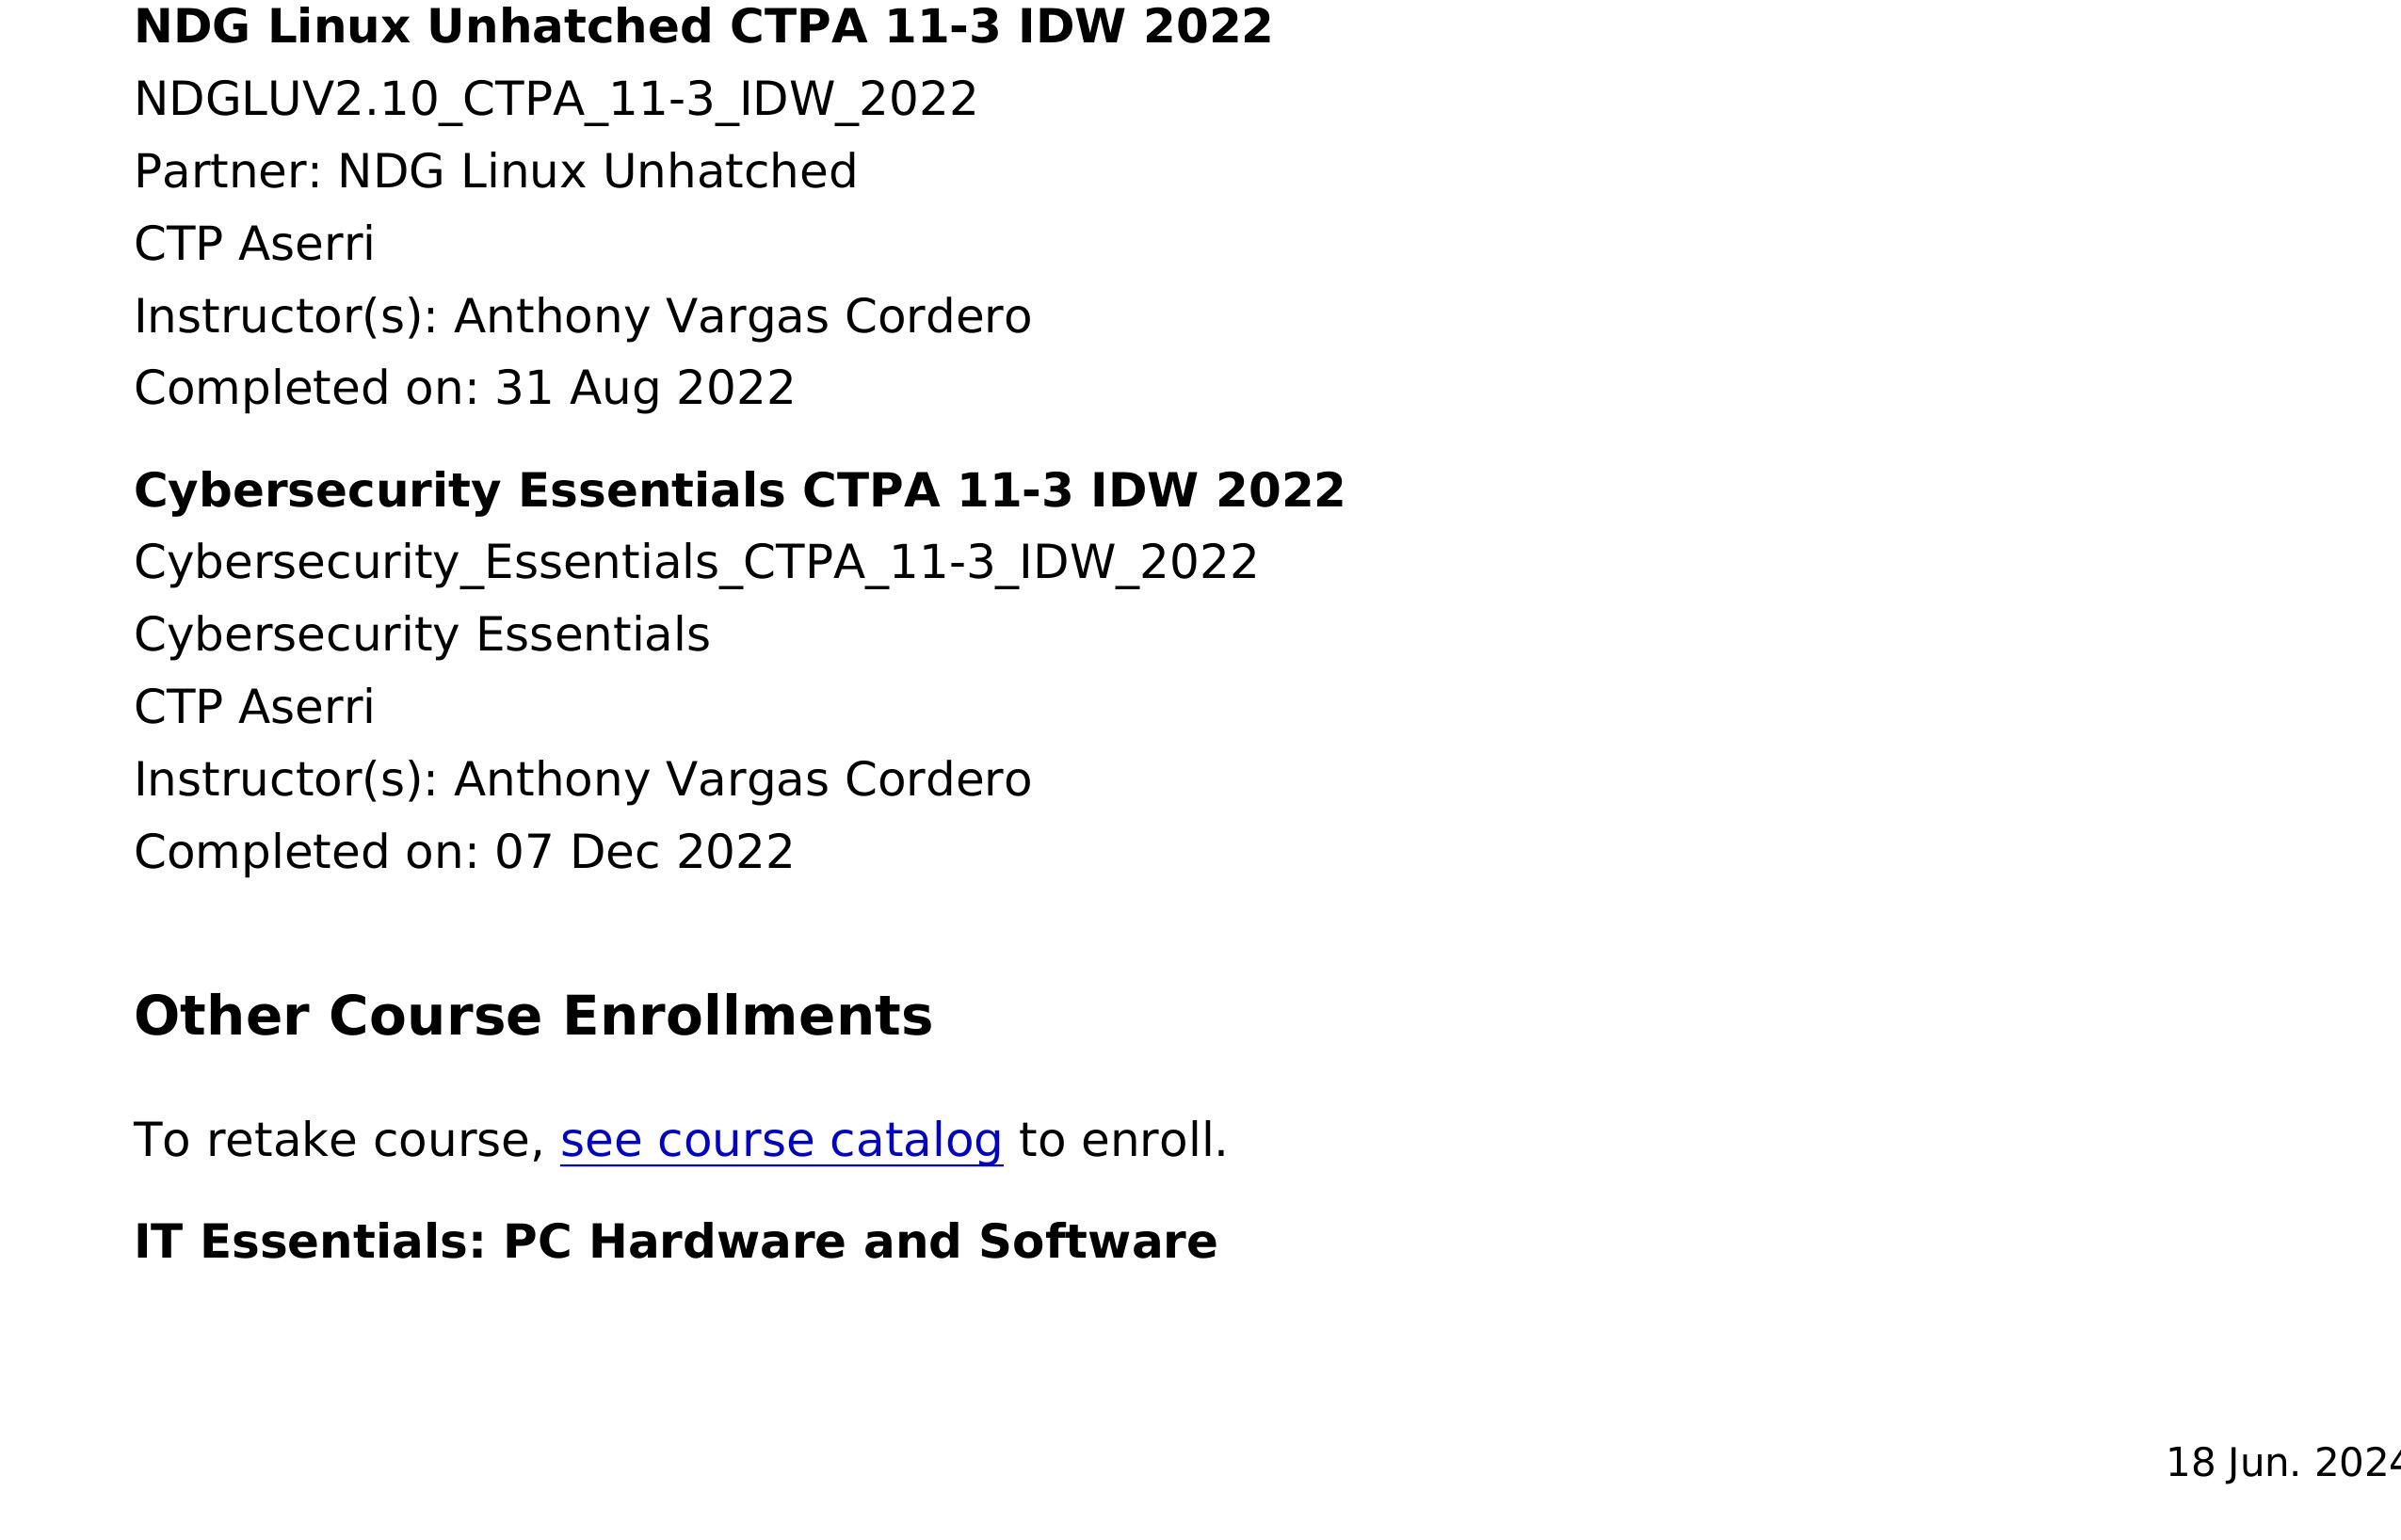 NDG Linux Unhatched CTPA 11-3 IDW 2022
NDGLUV2.10_CTPA_11-3_IDW_2022
Partner: NDG Linux Unhatched
CTP Aserri
Instructor(s): Anthony Vargas Cordero
Completed on: 31 Aug 2022
Cybersecurity Essentials CTPA 11-3 IDW 2022
Cybersecurity_Essentials_CTPA_11-3_IDW_2022
Cybersecurity Essentials
CTP Aserri
Instructor(s): Anthony Vargas Cordero
Completed on: 07 Dec 2022
Other Course Enrollments
To retake course, see course catalog to enroll.
IT Essentials: PC Hardware and Software
18 Jun. 2024